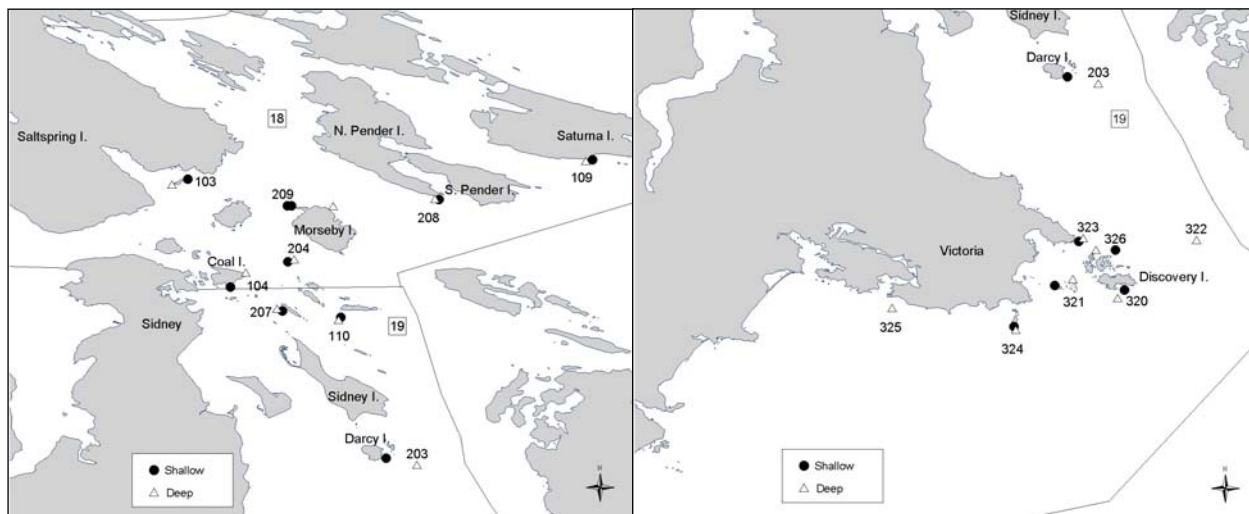 18
N. Pender I.
Saltspring I.
Saturna I.
109
103
S. Pender I.
209
208
Morseby I.
204
Coal I.
104
207
19
Sidney
110
Sidney I.
Darcy I.
203
Shallow
Deep
N
Sidney I.
Darcy I.
203
19
323
326
322
Victoria
Discovery I.
321
320
325
324
Shallow
Deep
N